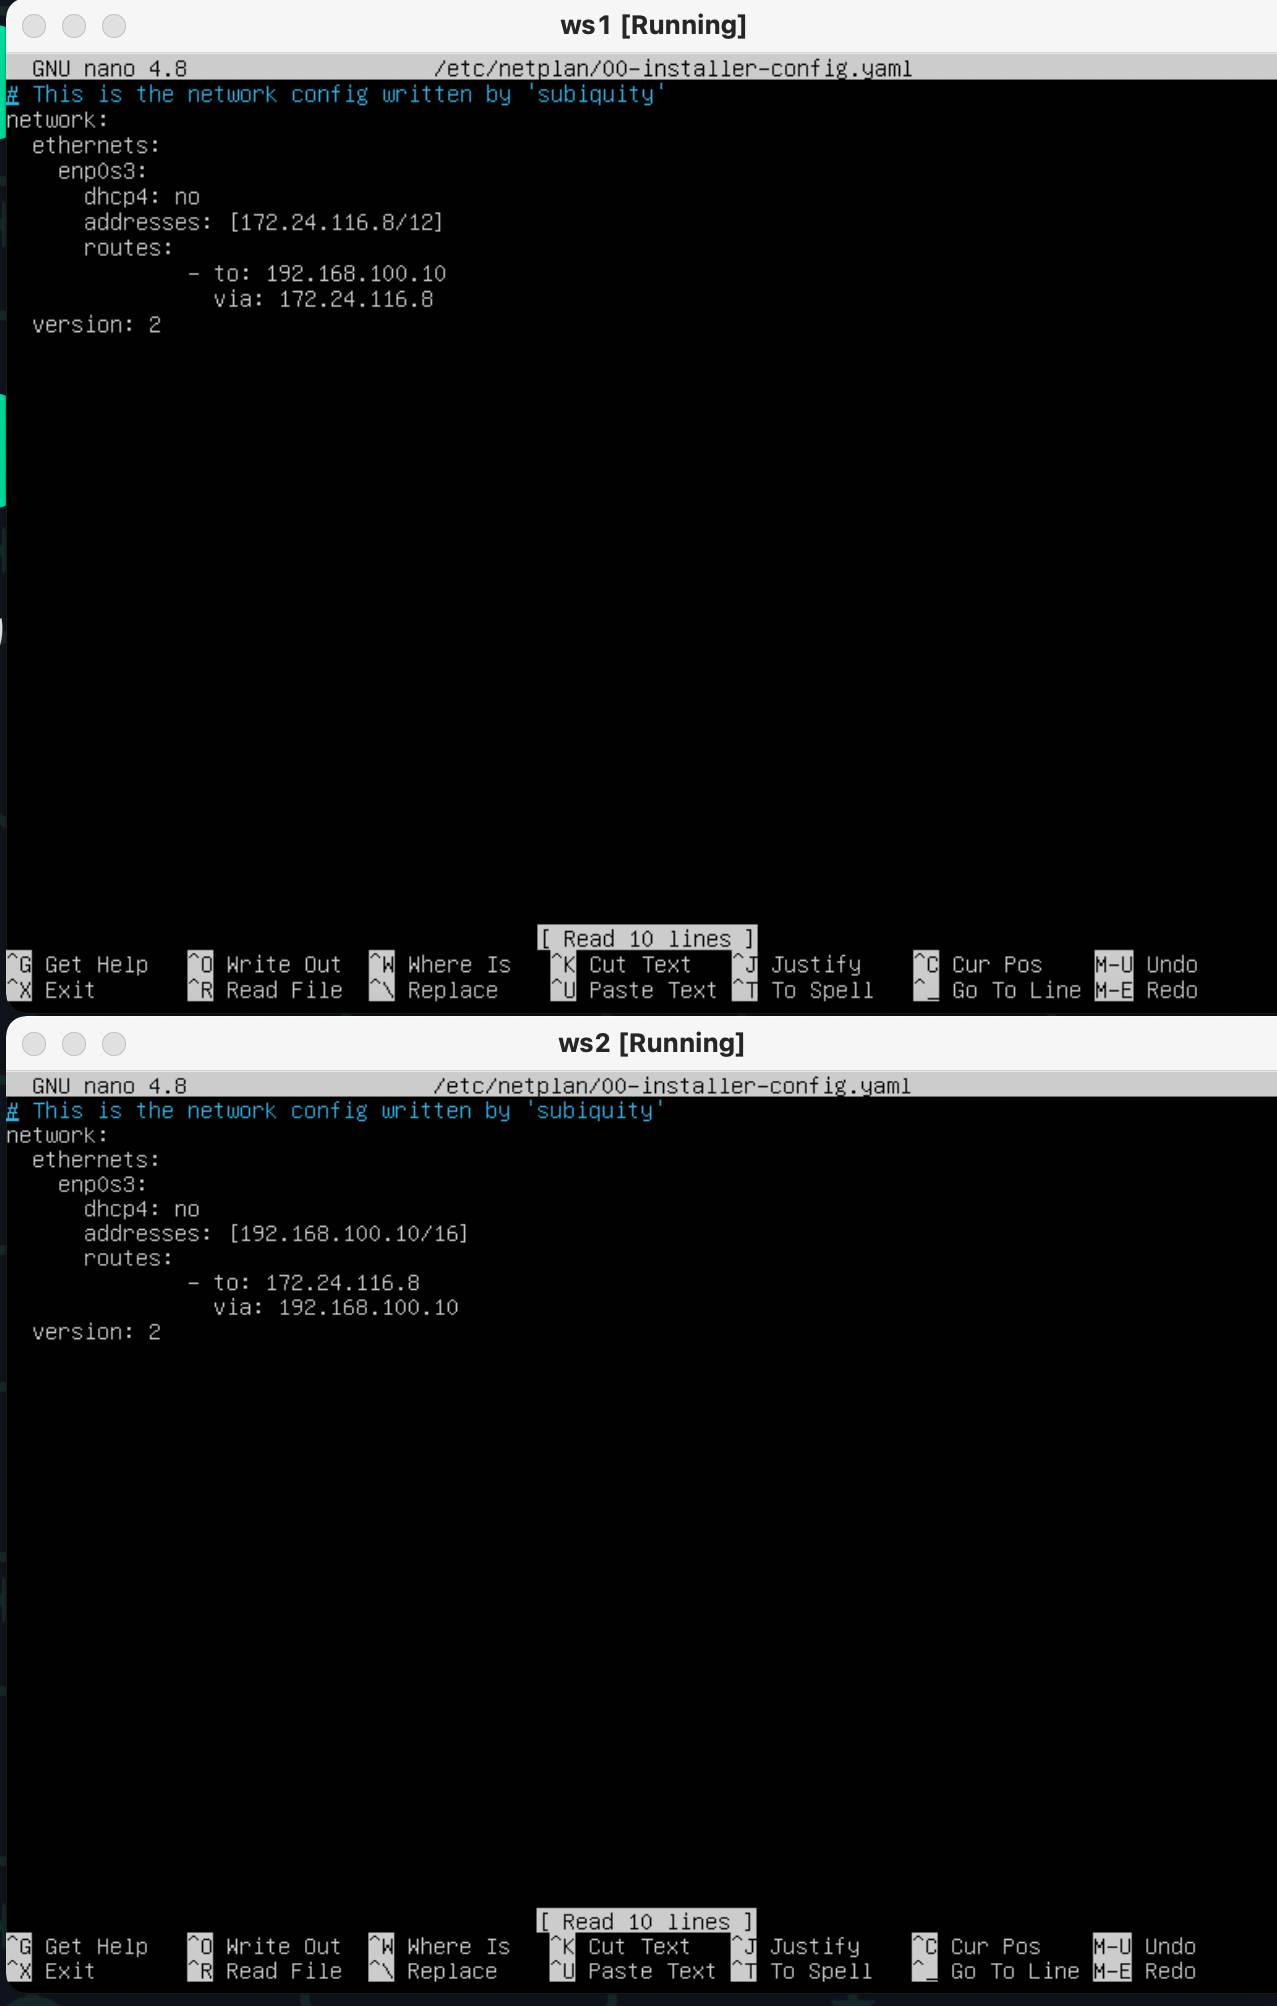 ws1 [Running]
GNU nano 4.8 /etc/netplan/00-installer-config.yaml
# This is the network config written by 'subiquity'
network:
  ethernets:
    enp0s3:
      dhcp4: no
      addresses: [172.24.116.8/12]
      routes:
              - to: 192.168.100.10
                via: 172.24.116.8
  version: 2
[ Read 10 lines ]
^G Get Help ^O Write Out ^W Where Is ^K Cut Text ^J Justify ^C Cur Pos M-U Undo
^X Exit ^R Read File ^\ Replace ^U Paste Text ^T To Spell ^_ Go To Line M-E Redo
ws2 [Running]
GNU nano 4.8 /etc/netplan/00-installer-config.yaml
# This is the network config written by 'subiquity'
network:
  ethernets:
    enp0s3:
      dhcp4: no
      addresses: [192.168.100.10/16]
      routes:
              - to: 172.24.116.8
                via: 192.168.100.10
  version: 2
[ Read 10 lines ]
^G Get Help ^O Write Out ^W Where Is ^K Cut Text ^J Justify ^C Cur Pos M-U Undo
^X Exit ^R Read File ^\ Replace ^U Paste Text ^T To Spell ^_ Go To Line M-E Redo